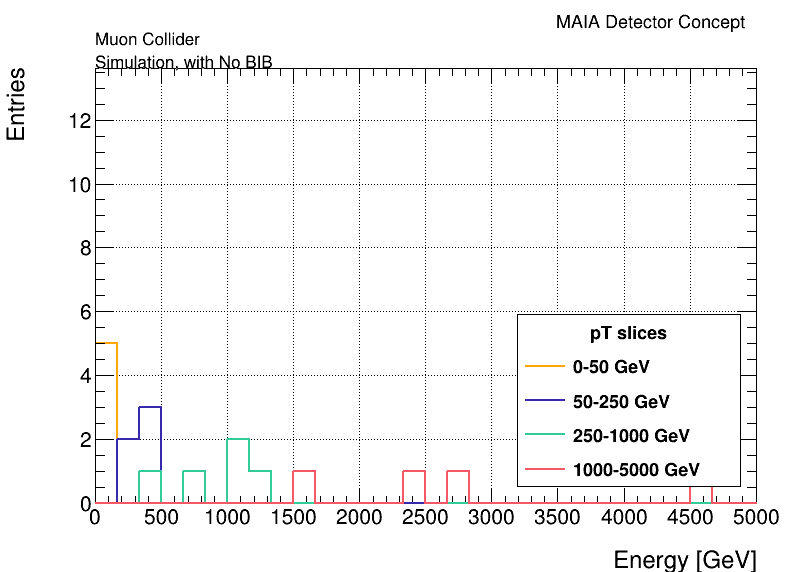 MAIA Detector Concept
Muon Collider
Simulation, with No BIB
Entries
12
10
8
6
4
2
0
pT slices
0-50 GeV
50-250 GeV
250-1000 GeV
1000-5000 GeV
0 500 1000 1500 2000 2500 3000 3500 4000 4500 5000
Energy [GeV]